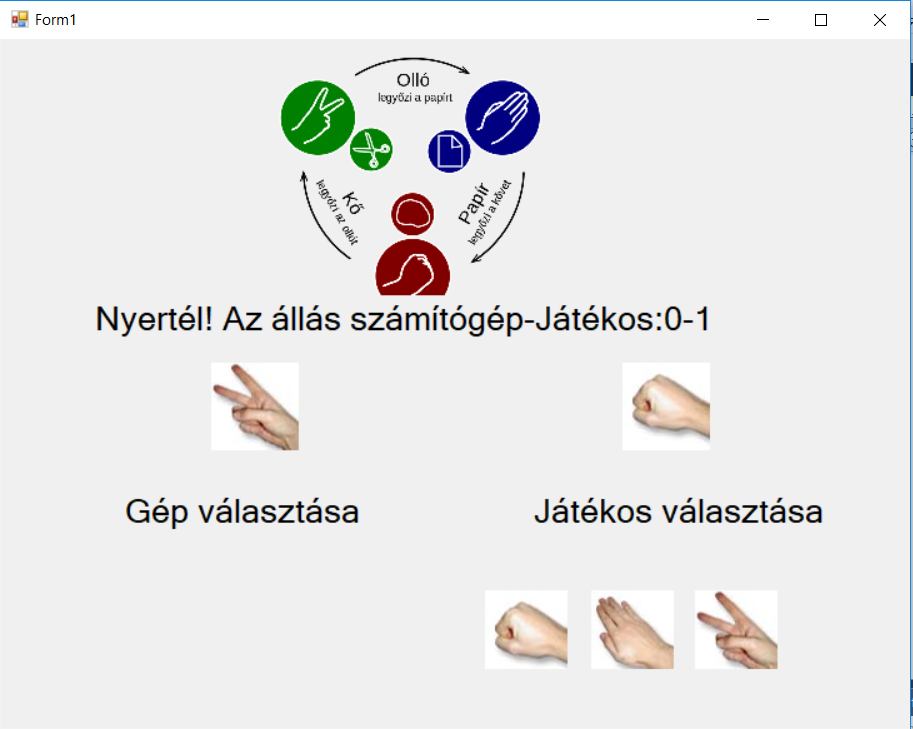 Form1
Olló
legyőzi a papírt
Kő
legyőzi az ollót
Papír
legyőzi a követ
Nyertél! Az állás számítógép-Játékos:0-1
Gép választása
Játékos választása